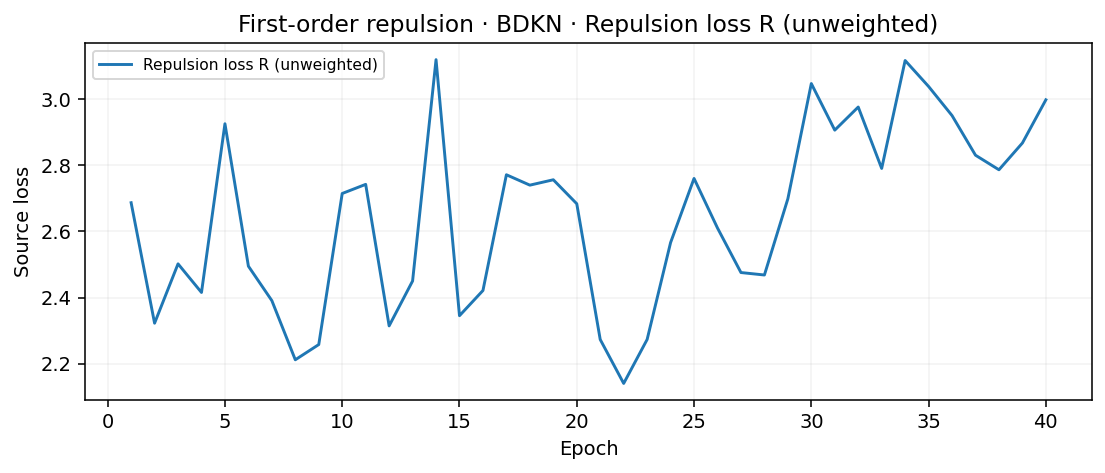 First-order repulsion · BDKN · Repulsion loss R (unweighted)
Repulsion loss R (unweighted)
Source loss
3.0
2.8
2.6
2.4
2.2
0 5 10 15 20 25 30 35 40
Epoch